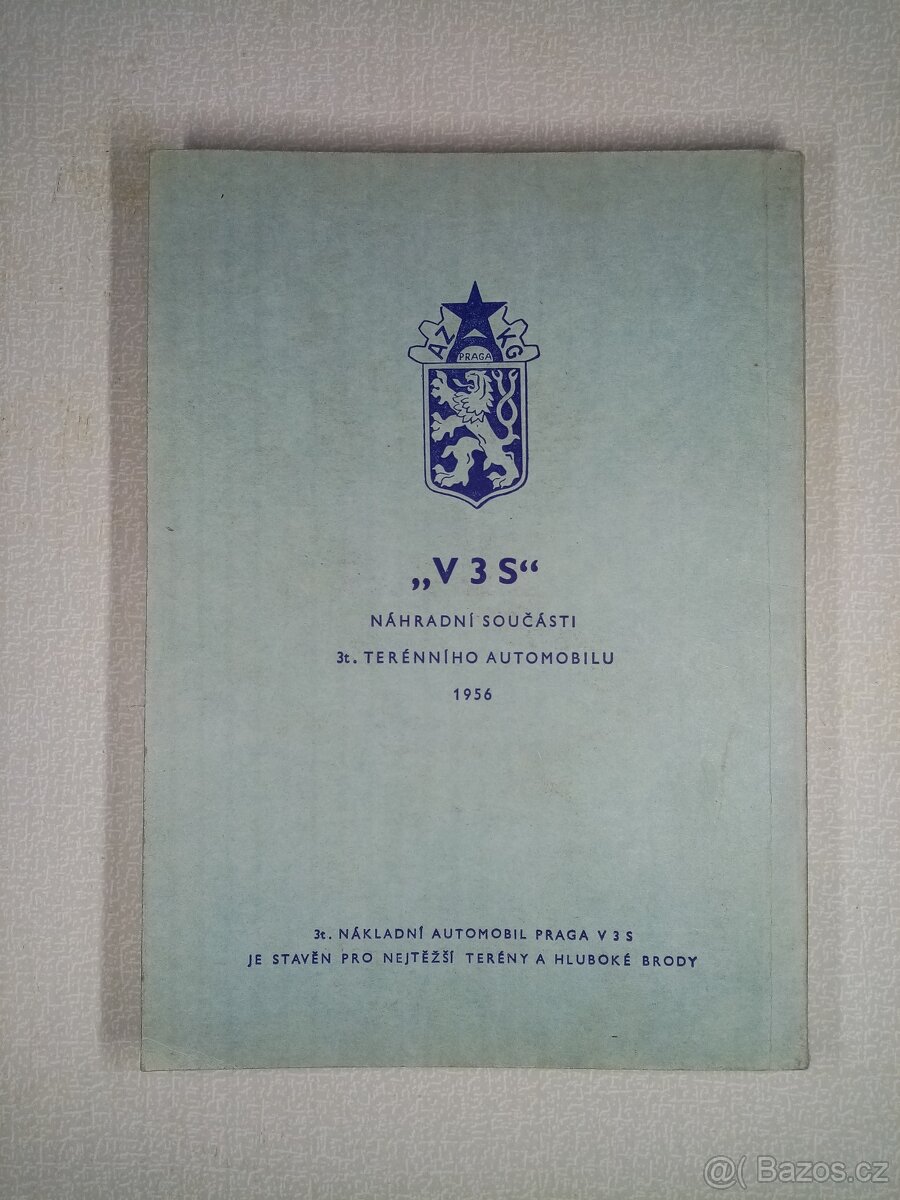 AZ KG
PRAGA
„V 3 S“
NÁHRADNÍ SOUČÁSTI
3t. TERÉNNÍHO AUTOMOBILU
1956
3t. NÁKLADNÍ AUTOMOBIL PRAGA V 3 S
JE STAVĚN PRO NEJTĚŽŠÍ TERÉNY A HLUBOKÉ BRODY
@( Bazos.cz